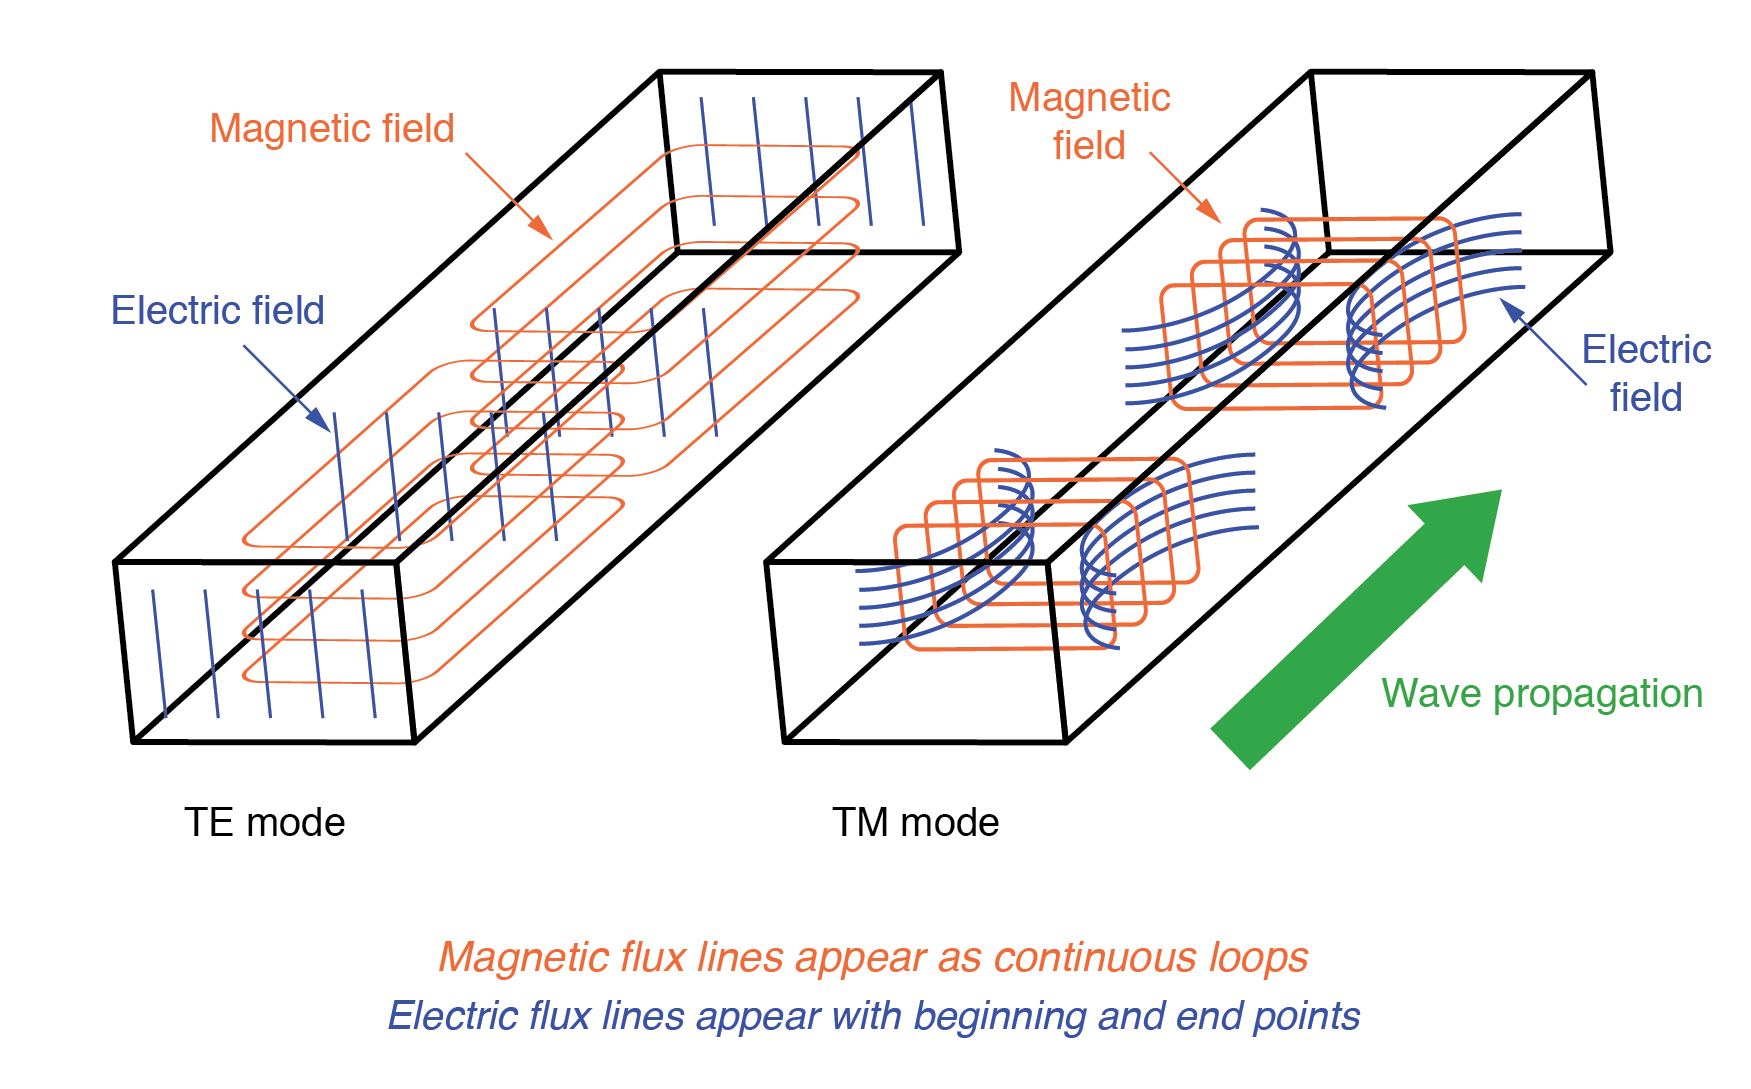 Magnetic field
Electric field
Magnetic
field
Electric
field
Wave propagation
TE mode
TM mode
Magnetic flux lines appear as continuous loops
Electric flux lines appear with beginning and end points